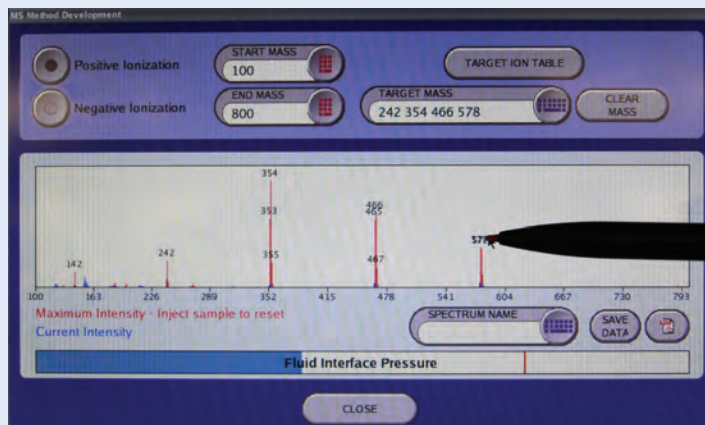 MS Method Development
Positive Ionization
START MASS
100
TARGET ION TABLE
Negative Ionization
END MASS
800
TARGET MASS
242 354 466 578
CLEAR MASS
354
353
355
466
465
467
142
242
100 163 226 289 352 415 478 541 604 667 730 793
Maximum Intensity - Inject sample to reset
Current Intensity
SPECTRUM NAME
SAVE DATA
Fluid Interface Pressure
CLOSE